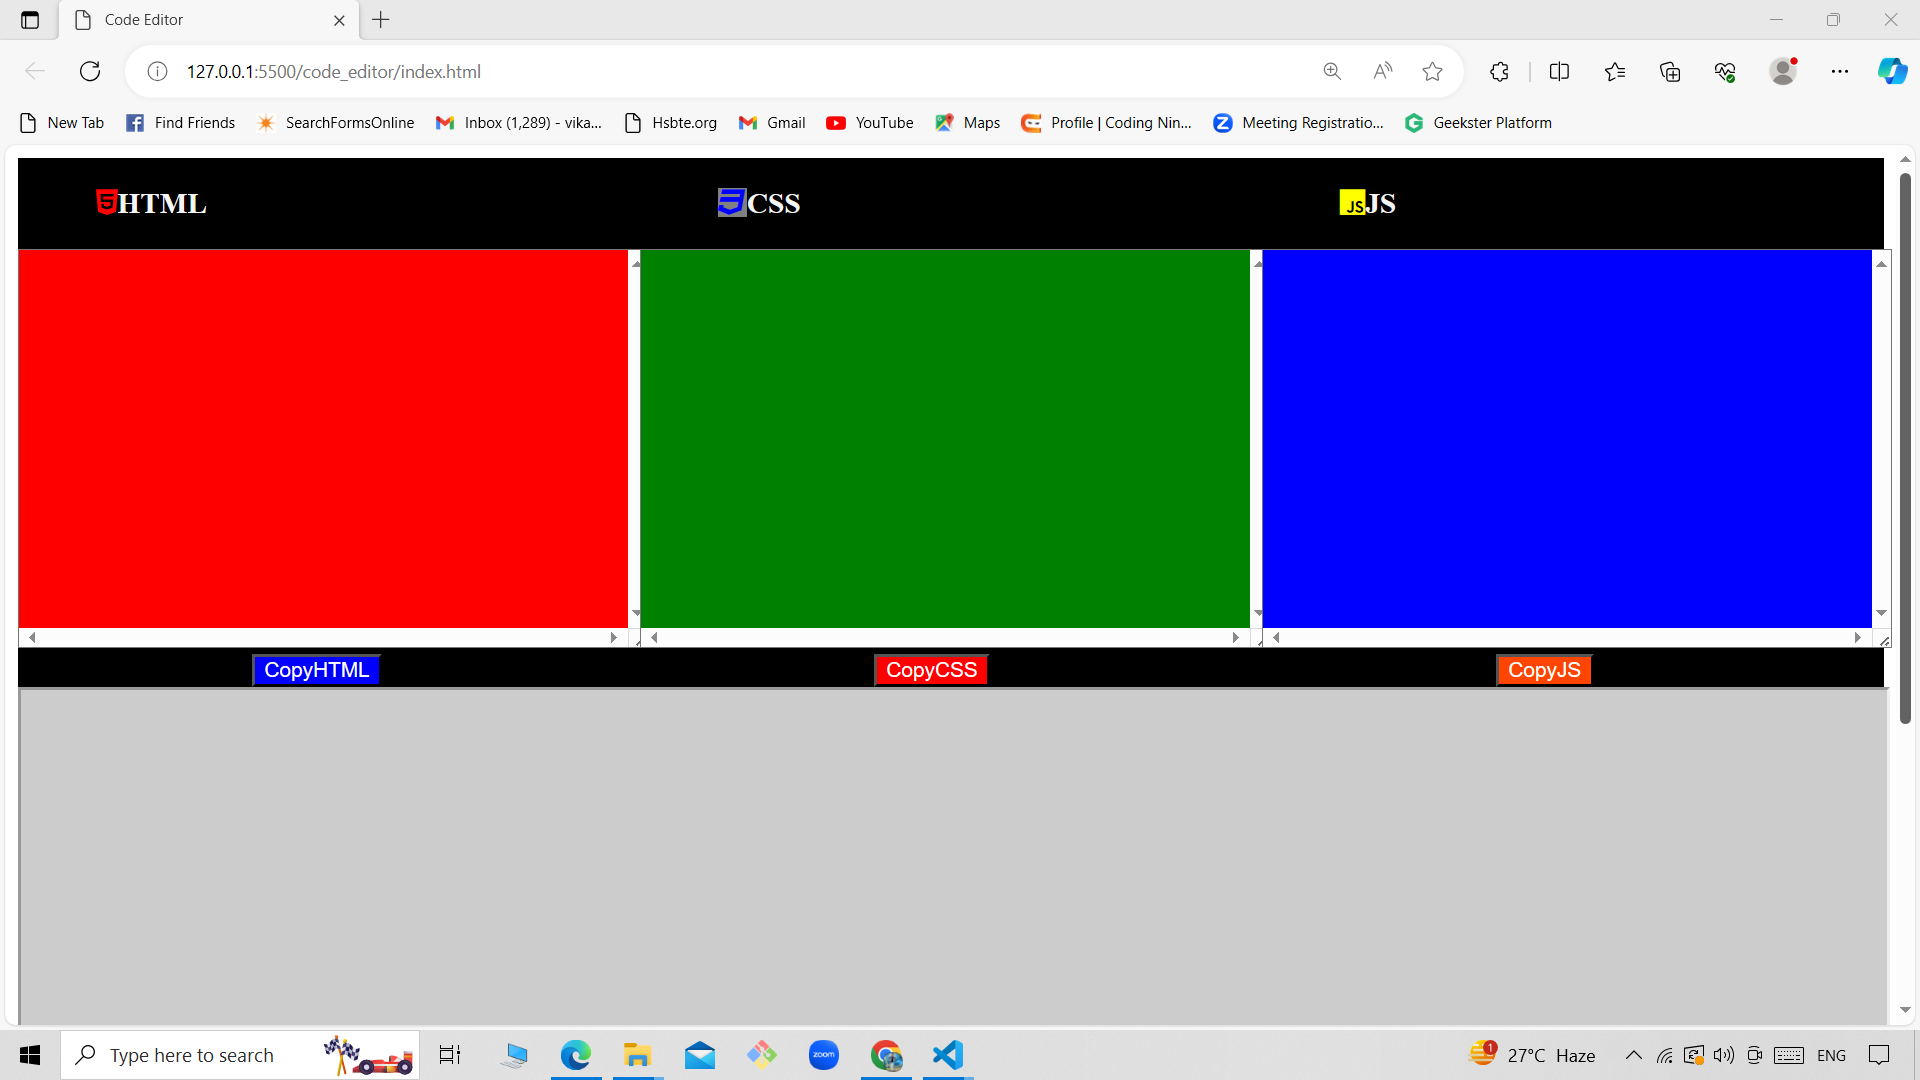 Code Editor
127.0.0.1:5500/code_editor/index.html
New Tab
Find Friends
SearchFormsOnline
Inbox (1,289) - vika...
Hsbte.org
Gmail
YouTube
Maps
Profile | Coding Nin...
Meeting Registratio...
Geekster Platform
5 HTML
CSS
JS JS
CopyHTML
CopyCSS
CopyJS
Type here to search
zoom
1
27°C Haze
ENG